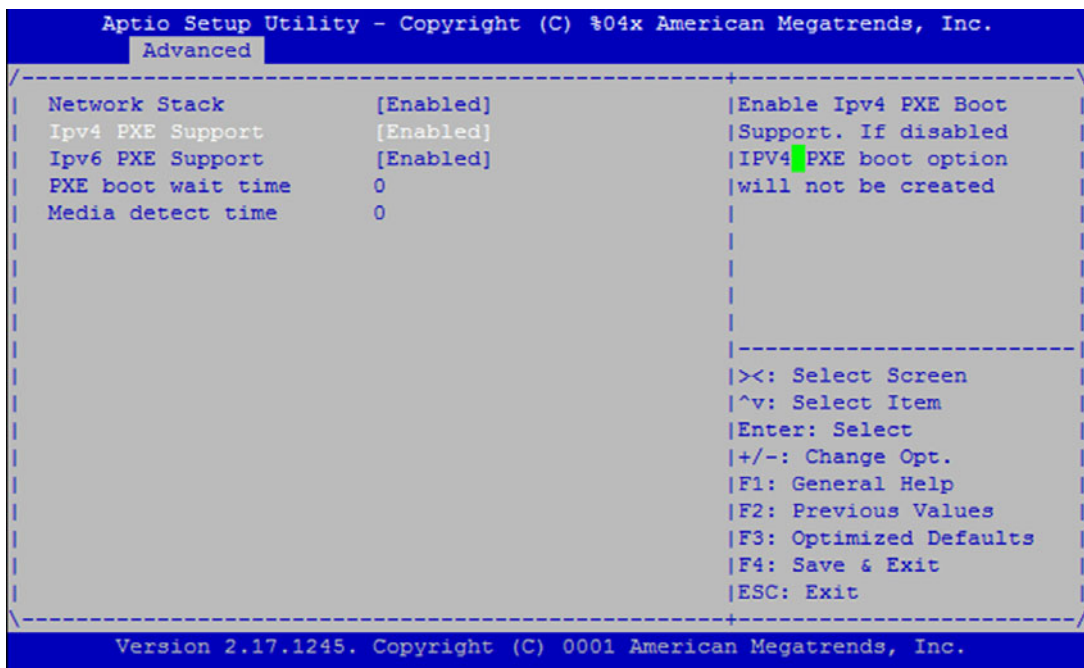 Aptio Setup Utility - Copyright (C) %04x American Megatrends, Inc.
Advanced
Network Stack [Enabled]
Ipv4 PXE Support [Enabled]
Ipv6 PXE Support [Enabled]
PXE boot wait time 0
Media detect time 0
Enable Ipv4 PXE Boot
Support. If disabled
IPV4 PXE boot option
will not be created
><: Select Screen
^v: Select Item
Enter: Select
+/-: Change Opt.
F1: General Help
F2: Previous Values
F3: Optimized Defaults
F4: Save & Exit
ESC: Exit
Version 2.17.1245. Copyright (C) 0001 American Megatrends, Inc.